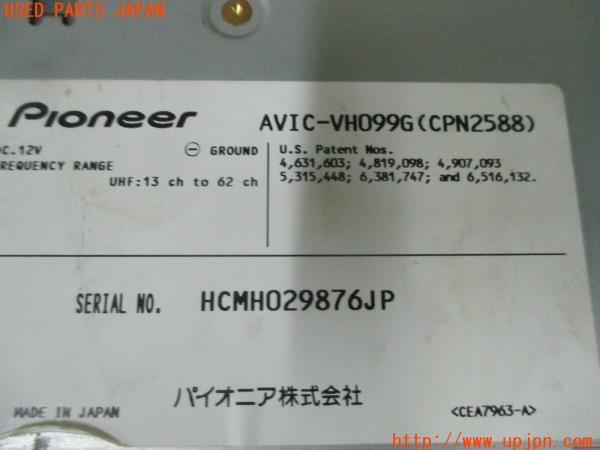 USED PARTS JAPAN
Pioneer
AVIC-VH099G(CPN2588)
DC.12V
⊖ GROUND
FREQUENCY RANGE
UHF:13 ch to 62 ch
U.S. Patent Nos.
4,631,603; 4,819,098; 4,907,093
5,315,448; 6,381,747; and 6,516,132.
SERIAL NO. HCMH029876JP
パイオニア株式会社
MADE IN JAPAN
<CEA7963-A>
http://www.upjpn.com/